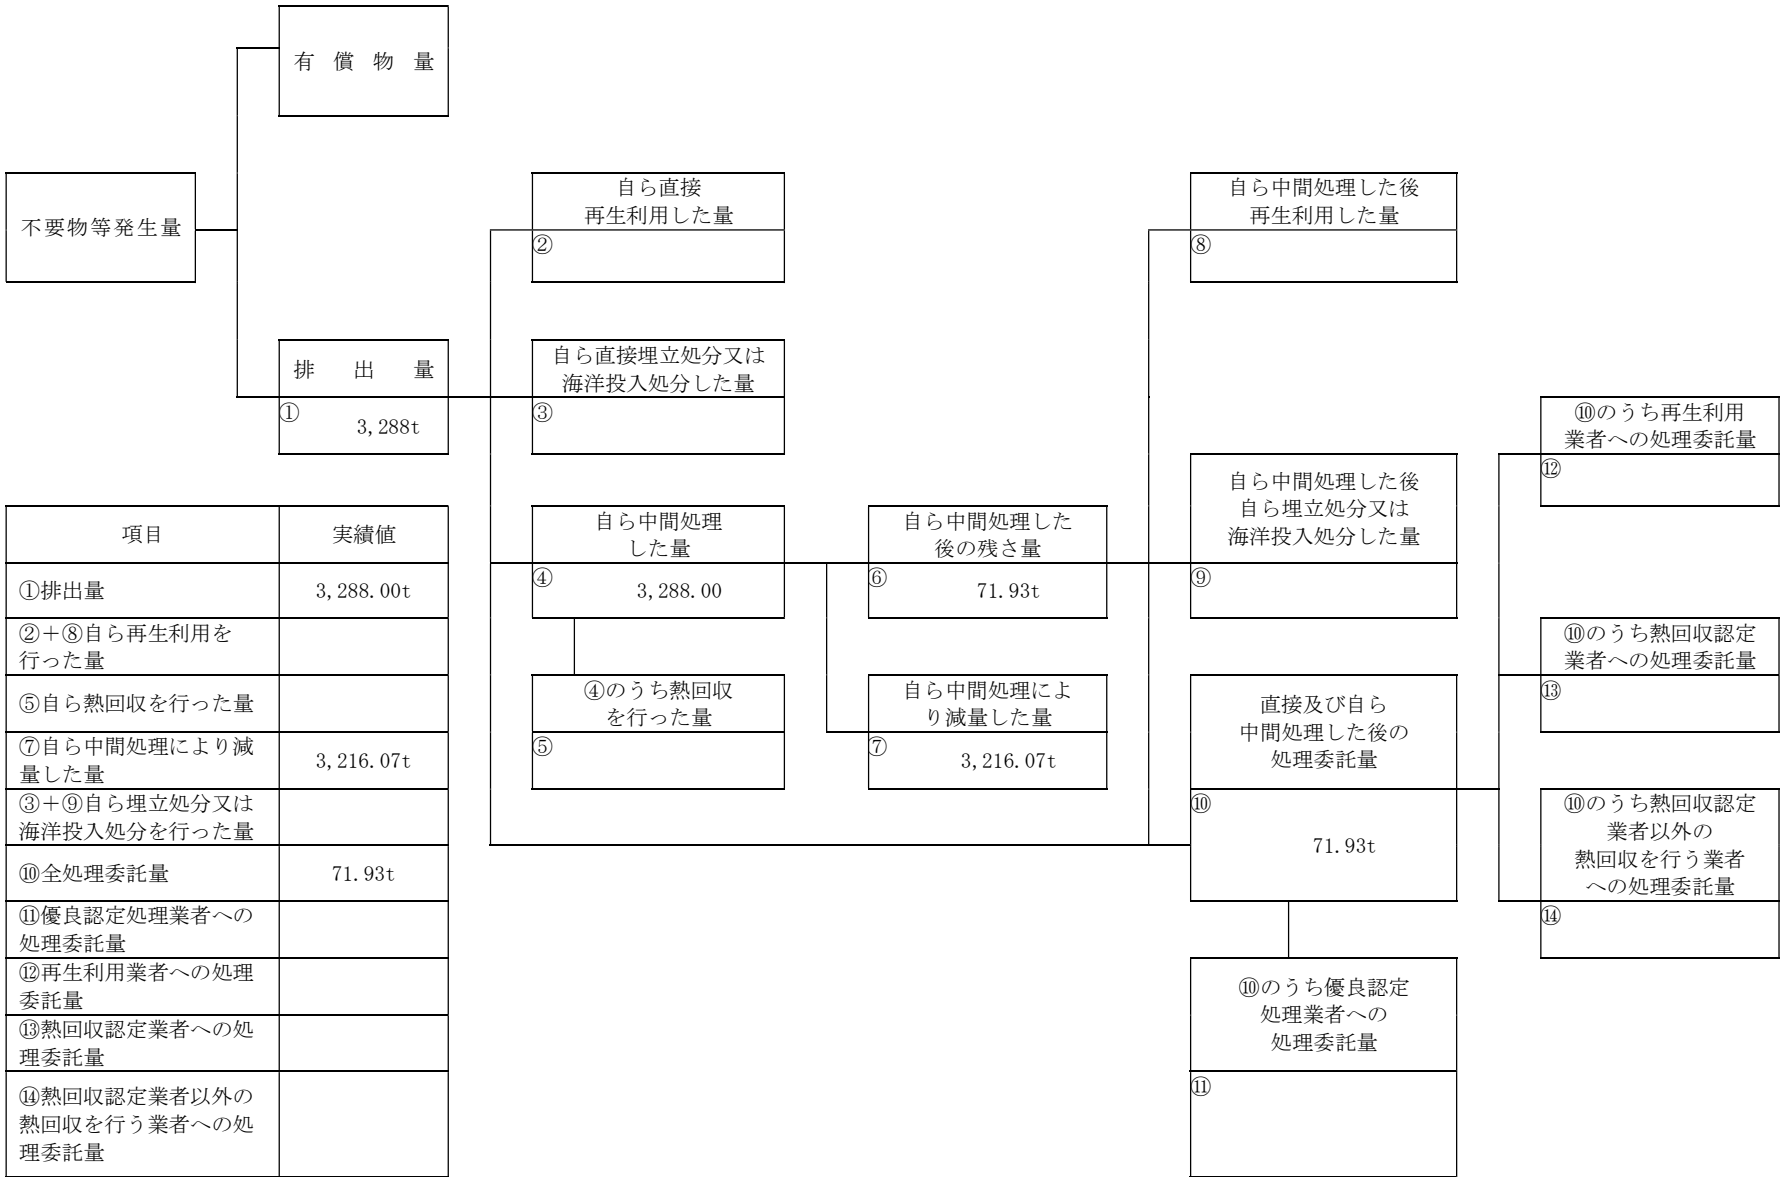 有 償 物 量
不要物等発生量
自ら直接
再生利用した量
②
自ら中間処理した後
再生利用した量
⑧
排 出 量
①
3,288t
自ら直接埋立処分又は
海洋投入処分した量
③
⑩のうち再生利用
業者への処理委託量
⑫
自ら中間処理した後
自ら埋立処分又は
海洋投入処分した量
⑨
自ら中間処理
した量
④
3,288.00
自ら中間処理した
後の残さ量
⑥
71.93t
⑩のうち熱回収認定
業者への処理委託量
⑬
④のうち熱回収
を行った量
⑤
自ら中間処理によ
り減量した量
⑦
3,216.07t
直接及び自ら
中間処理した後の
処理委託量
⑩
71.93t
⑩のうち熱回収認定
業者以外の
熱回収を行う業者
への処理委託量
⑭
⑩のうち優良認定
処理業者への
処理委託量
⑪
項目 実績値
①排出量 3,288.00t
②＋⑧自ら再生利用を
行った量
⑤自ら熱回収を行った量
⑦自ら中間処理により減
量した量 3,216.07t
③＋⑨自ら埋立処分又は
海洋投入処分を行った量
⑩全処理委託量 71.93t
⑪優良認定処理業者への
処理委託量
⑫再生利用業者への処理
委託量
⑬熱回収認定業者への処
理委託量
⑭熱回収認定業者以外の
熱回収を行う業者への処
理委託量